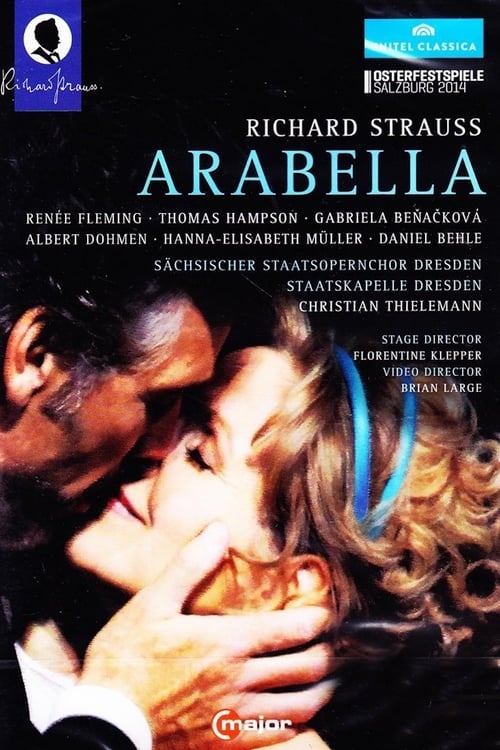 Richard Strauss.
UNITEL CLASSICA
OSTERFESTSPIELE
SALZBURG 2014
RICHARD STRAUSS
ARABELLA
RENÉE FLEMING · THOMAS HAMPSON · GABRIELA BEŇAČKOVÁ
ALBERT DOHMEN · HANNA-ELISABETH MÜLLER · DANIEL BEHLE
SÄCHSISCHER STAATSOPERNCHOR DRESDEN
STAATSKAPELLE DRESDEN
CHRISTIAN THIELEMANN
STAGE DIRECTOR
FLORENTINE KLEPPER
VIDEO DIRECTOR
BRIAN LARGE
C major